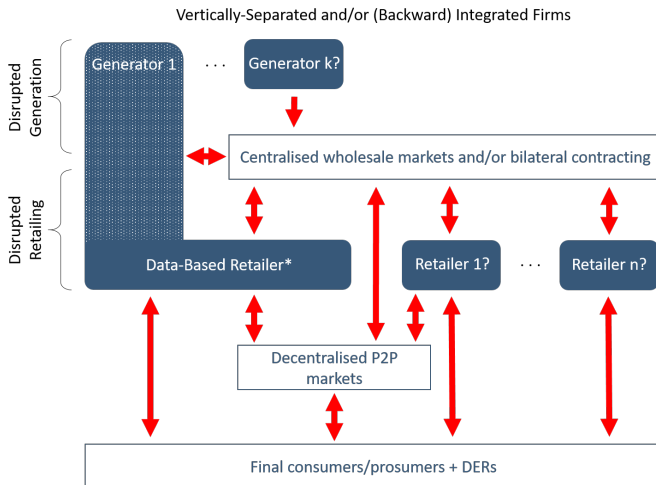 Vertically-Separated and/or (Backward) Integrated Firms
Disrupted
Generation
Generator 1
. . .
Generator k?
Centralised wholesale markets and/or bilateral contracting
Disrupted
Retailing
Data-Based Retailer*
Retailer 1?
. . .
Retailer n?
Decentralised P2P
markets
Final consumers/prosumers + DERs